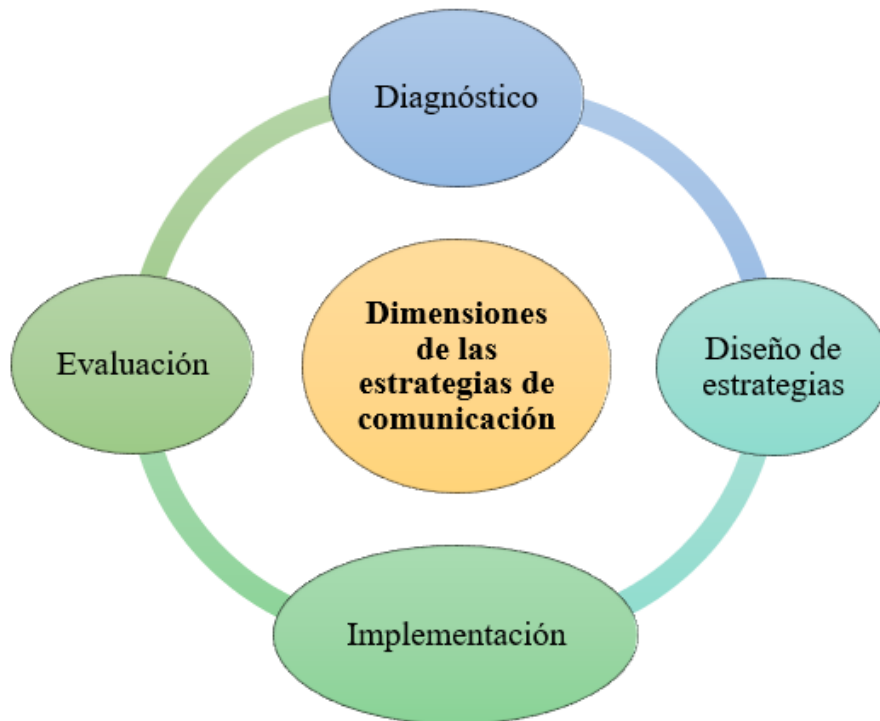 Diagnóstico
Dimensiones
de las
estrategias de
comunicación
Evaluación
Diseño de
estrategias
Implementación